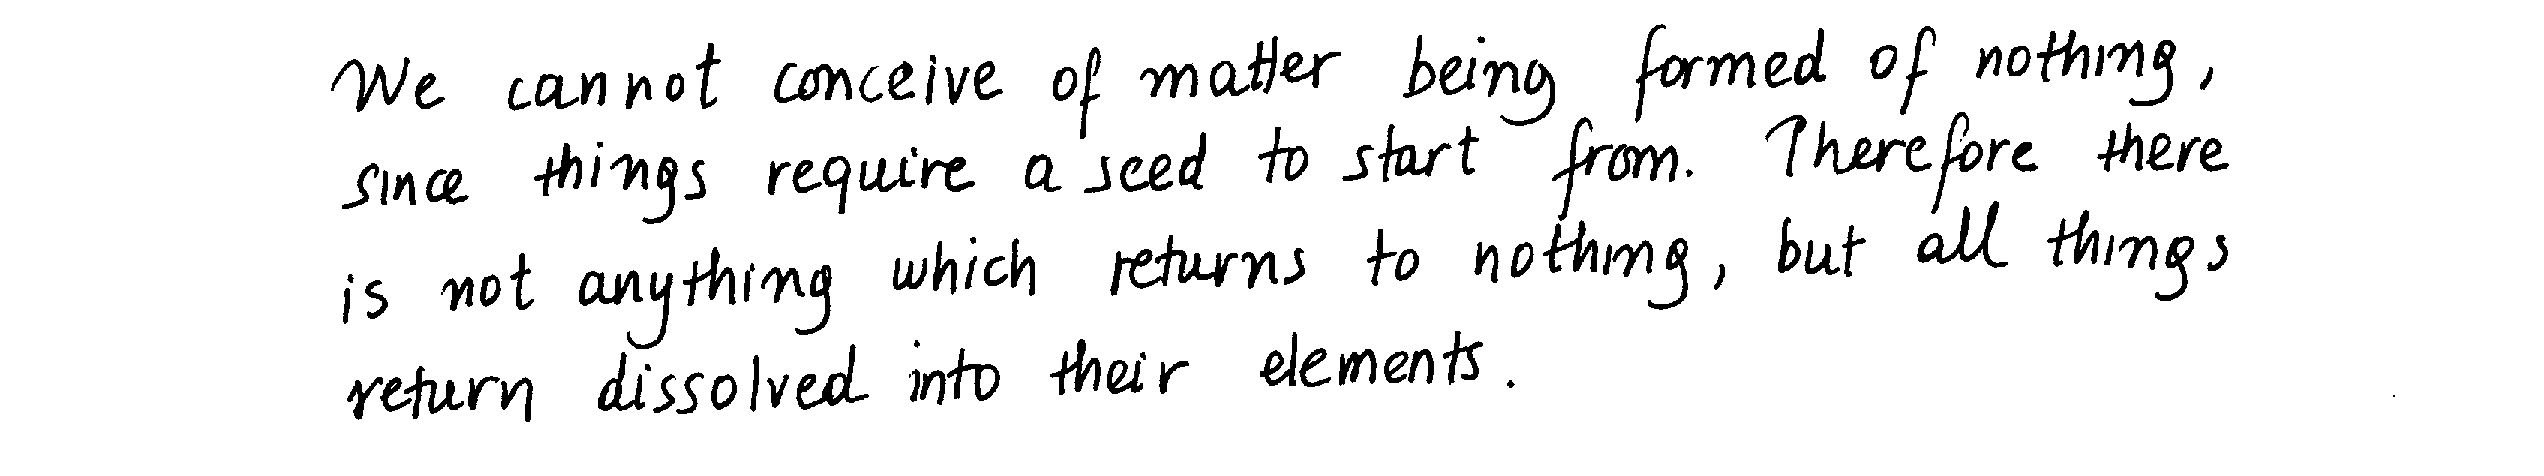 We cannot conceive of matter being formed of nothing,
since things require a seed to start from. Therefore there
is not anything which returns to nothing, but all things
return dissolved into their elements.